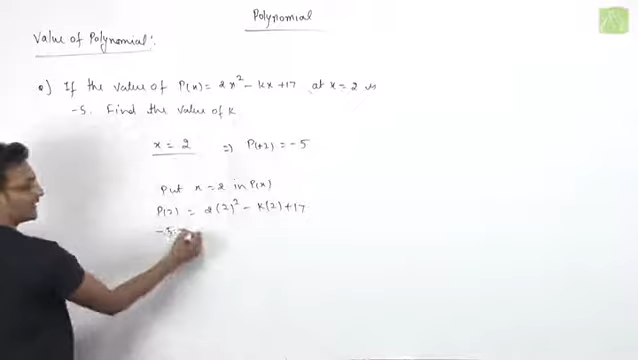 Polynomial
Value of Polynomial:
Q) If the value of P(x) = 2x² - kx + 17 at x = 2 is
-5. Find the value of k
x = 2 => P(+2) = -5
Put x = 2 in P(x)
P(2) = 2(2)² - k(2) + 17
-5 =